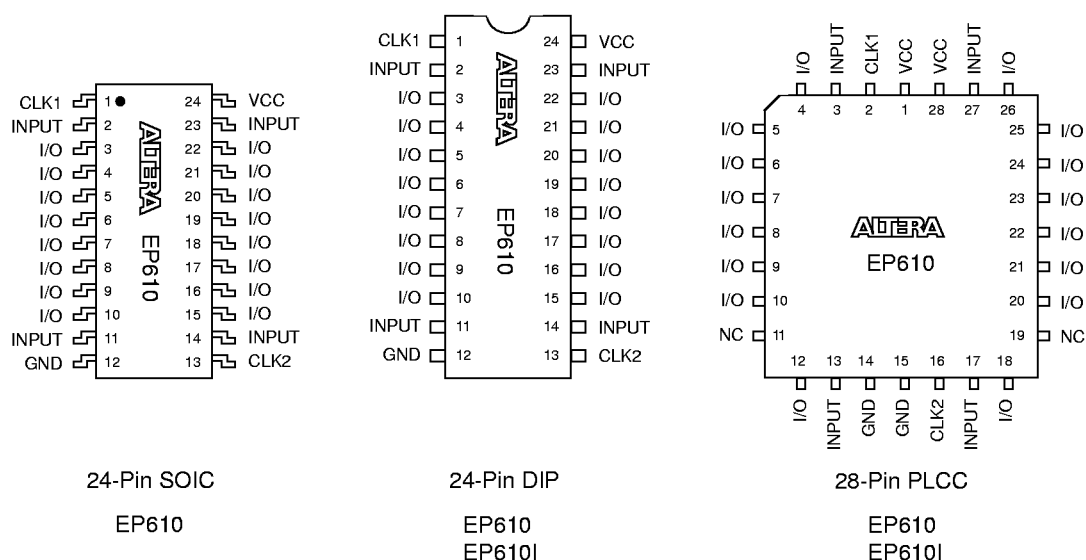 CLK1 1 24 VCC
INPUT 2 23 INPUT
I/O 3 22 I/O
I/O 4 21 I/O
I/O 5 20 I/O
I/O 6 19 I/O
I/O 7 18 I/O
I/O 8 17 I/O
I/O 9 16 I/O
I/O 10 15 I/O
INPUT 11 14 INPUT
GND 12 13 CLK2
ALTERA
EP610
24-Pin SOIC
EP610
CLK1 1 24 VCC
INPUT 2 23 INPUT
I/O 3 22 I/O
I/O 4 21 I/O
I/O 5 20 I/O
I/O 6 19 I/O
I/O 7 18 I/O
I/O 8 17 I/O
I/O 9 16 I/O
I/O 10 15 I/O
INPUT 11 14 INPUT
GND 12 13 CLK2
ALTERA
EP610
24-Pin DIP
EP610
EP610I
I/O INPUT CLK1 VCC VCC INPUT I/O
4 3 2 1 28 27 26
I/O 5 25 I/O
I/O 6 24 I/O
I/O 7 23 I/O
I/O 8 22 I/O
I/O 9 21 I/O
I/O 10 20 I/O
NC 11 19 NC
ALTERA
EP610
12 13 14 15 16 17 18
I/O INPUT GND GND CLK2 INPUT I/O
28-Pin PLCC
EP610
EP610I